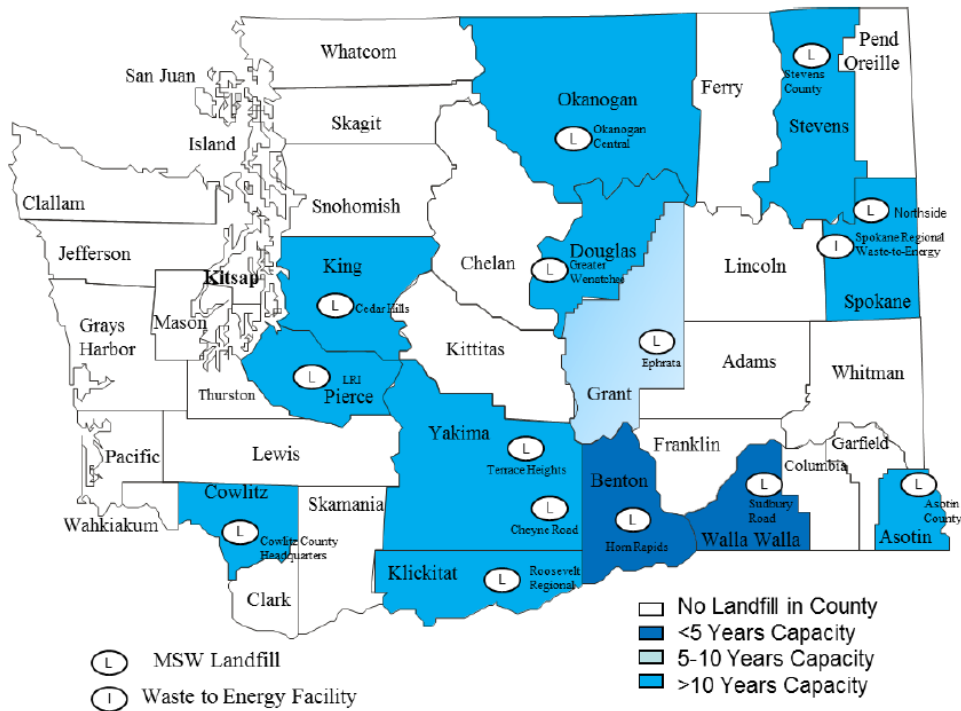 Whatcom
Pend
Oreille
San Juan
L
Stevens
County
Okanogan
Ferry
Skagit
Island
L
Okanogan
Central
Stevens
Clallam
Snohomish
L
Northside
Jefferson
Douglas
I
Spokane Regional
Waste-to-Energy
King
Chelan
L
Greater
Wenatchee
Lincoln
Kitsap
Spokane
L
Cedar Hills
Mason
Grays
Harbor
Kittitas
L
Ephrata
Adams
Whitman
L
LRI
Pierce
Thurston
Grant
Yakima
Franklin
Garfield
Pacific
Lewis
L
Terrace Heights
Benton
Columbia
L
Sudbury
Road
L
Asotin
County
Cowlitz
Skamania
Wahkiakum
L
Cheyne Road
L
Horn Rapids
Walla Walla
Asotin
L
Cowlitz County
Headquarters
Klickitat
L
Roosevelt
Regional
Clark
No Landfill in County
<5 Years Capacity
5-10 Years Capacity
>10 Years Capacity
L
MSW Landfill
I
Waste to Energy Facility